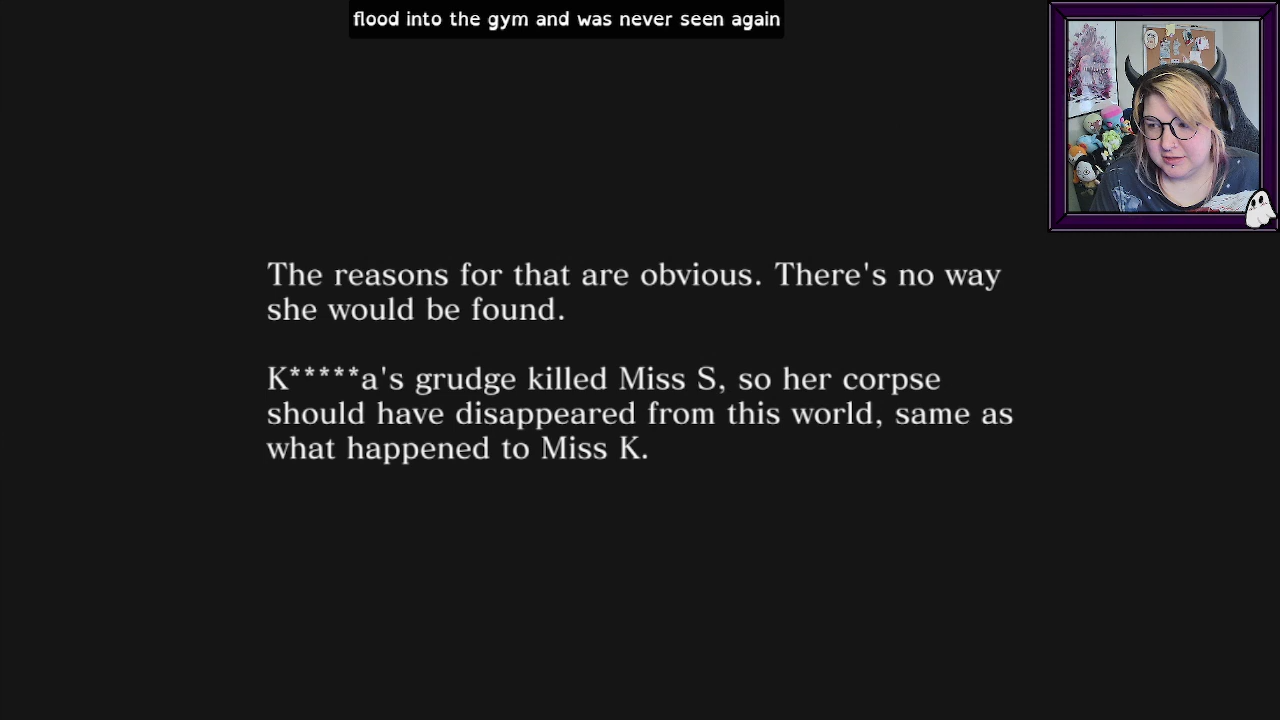 flood into the gym and was never seen again
The reasons for that are obvious. There's no way
she would be found.
K*****a's grudge killed Miss S, so her corpse
should have disappeared from this world, same as
what happened to Miss K.